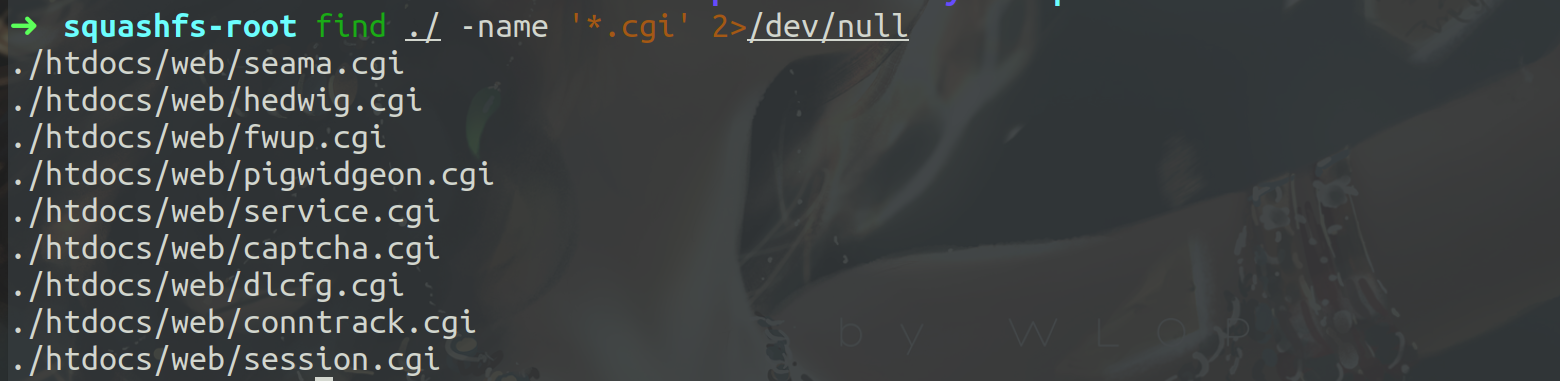 ➜ squashfs-root find ./ -name '*.cgi' 2>/dev/null
./htdocs/web/seama.cgi
./htdocs/web/hedwig.cgi
./htdocs/web/fwup.cgi
./htdocs/web/pigwidgeon.cgi
./htdocs/web/service.cgi
./htdocs/web/captcha.cgi
./htdocs/web/dlcfg.cgi
./htdocs/web/conntrack.cgi
by WLOP
./htdocs/web/session.cgi